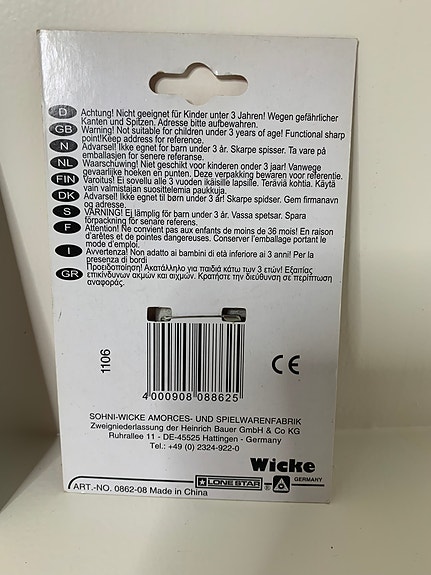 D Achtung! Nicht geeignet für Kinder unter 3 Jahren! Wegen gefährlicher
Kanten und Spitzen. Adresse bitte aufbewahren.
GB Warning! Not suitable for children under 3 years of age! Functional sharp
point!Keep address for reference.
N Advarsel! Ikke egnet for barn under 3 år. Skarpe spisser. Ta vare på
emballasjen for senere referanse.
NL Waarschuwing! Niet geschikt voor kinderen onder 3 jaar! Vanwege
gevaarlijke hoeken en punten. Deze verpakking bewaren voor referentie.
FIN Varoitus! Ei sovellu alle 3 vuoden ikäisille lapsille. Teräviä kohtia. Käytä
vain valmistajan suosittelemia paukkuja.
DK Advarsel! Ikke egnet til børn under 3 år! Skarpe spidser. Gem firmanavn
og adresse.
S VARNING! Ej lämplig för barn under 3 år. Vassa spetsar. Spara
förpackning för senare referens.
F Attention! Ne convient pas aux enfants de moins de 36 mois! En raison
d'arêtes et de pointes dangereuses. Conserver l'emballage portant le
mode d'emploi.
I Avvertenza! Non adatto ai bambini di età inferiore ai 3 anni! Per la
presenza di bordi
GR Προειδοποίηση! Ακατάλληλο για παιδιά κάτω των 3 ετών! Εξαιτίας
επικίνδυνων ακμών και αιχμών. Κρατήστε την διεύθυνση σε περίπτωση
αναφοράς.
1106
4 000908 088625
CE
SOHNI-WICKE AMORCES- UND SPIELWARENFABRIK
Zweigniederlassung der Heinrich Bauer GmbH & Co KG
Ruhrallee 11 - DE-45525 Hattingen - Germany
Tel.: +49 (0) 2324-922-0
Wicke
LONE STAR ® GERMANY
ART.-NO. 0862-08 Made in China